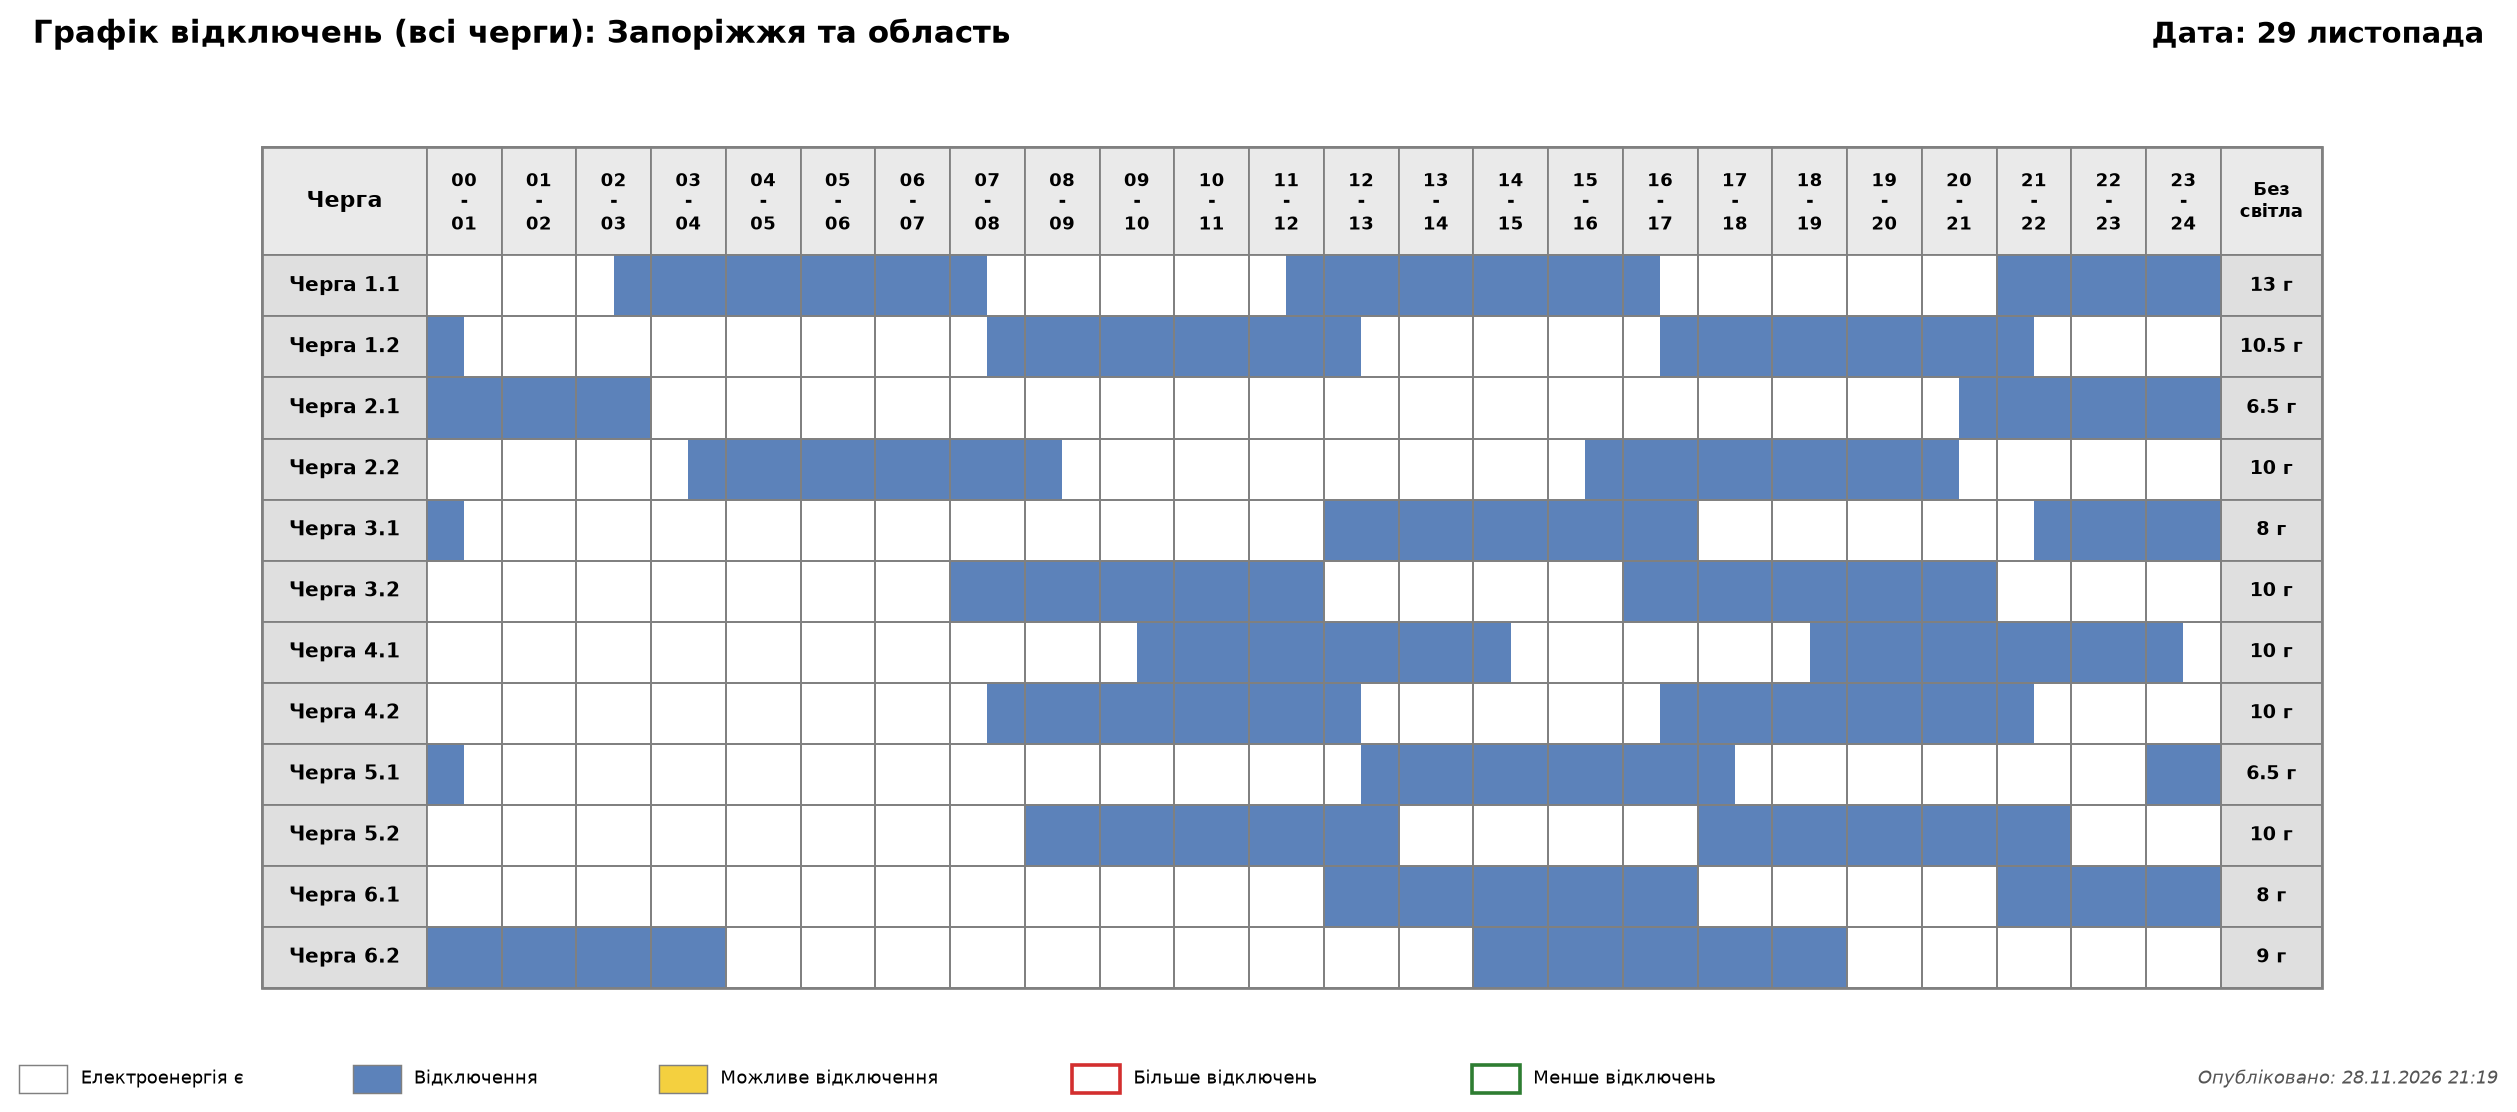 Графік відключень (всі черги): Запоріжжя та область
Дата: 29 листопада
Черга 00 - 01 01 - 02 02 - 03 03 - 04 04 - 05 05 - 06 06 - 07 07 - 08 08 - 09 09 - 10 10 - 11 11 - 12 12 - 13 13 - 14 14 - 15 15 - 16 16 - 17 17 - 18 18 - 19 19 - 20 20 - 21 21 - 22 22 - 23 23 - 24 Без світла
Черга 1.1 13 г
Черга 1.2 10.5 г
Черга 2.1 6.5 г
Черга 2.2 10 г
Черга 3.1 8 г
Черга 3.2 10 г
Черга 4.1 10 г
Черга 4.2 10 г
Черга 5.1 6.5 г
Черга 5.2 10 г
Черга 6.1 8 г
Черга 6.2 9 г
Електроенергія є Відключення Можливе відключення Більше відключень Менше відключень Опубліковано: 28.11.2026 21:19